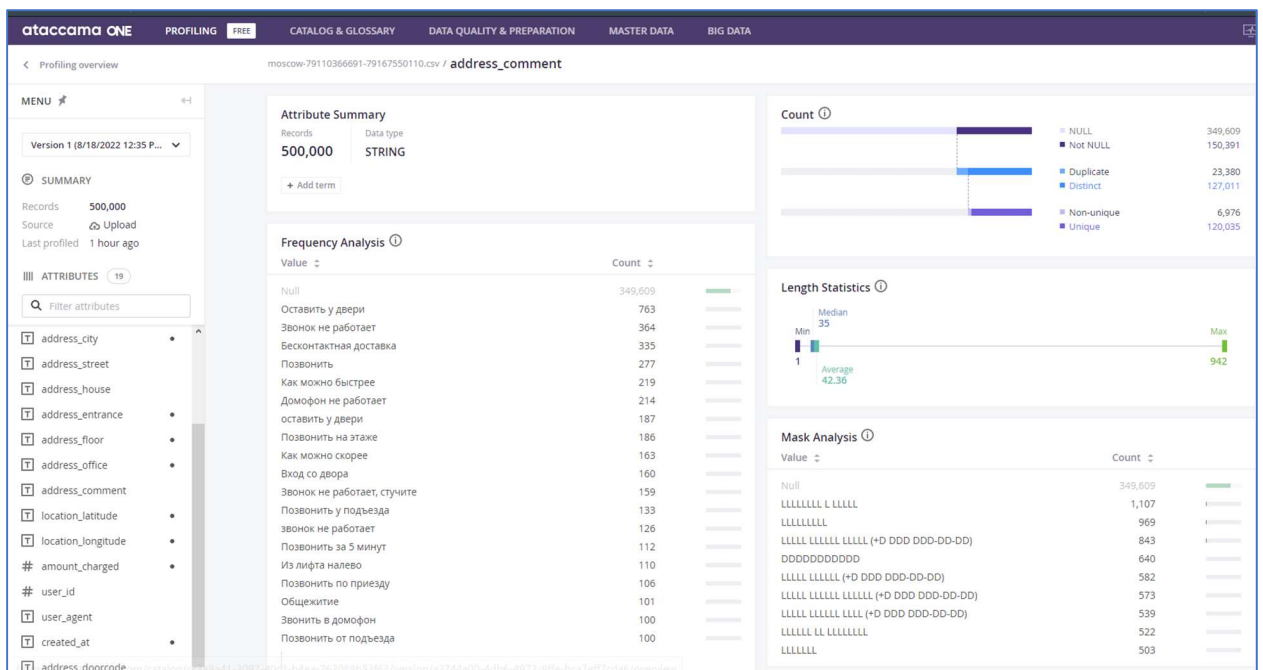 ataccama ONE PROFILING FREE CATALOG & GLOSSARY DATA QUALITY & PREPARATION MASTER DATA BIG DATA
Profiling overview
moscow-79110366691-79167550110.csv / address_comment
MENU
Version 1 (8/18/2022 12:35 P...
SUMMARY
Records 500,000
Source Upload
Last profiled 1 hour ago
ATTRIBUTES 19
Filter attributes
address_city
address_street
address_house
address_entrance
address_floor
address_office
address_comment
location_latitude
location_longitude
# amount_charged
# user_id
user_agent
created_at
address_doorcode
Attribute Summary
Records Data type
500,000 STRING
+ Add term
Frequency Analysis
Value Count
Null 349,609
Оставить у двери 763
Звонок не работает 364
Бесконтактная доставка 335
Позвонить 277
Как можно быстрее 219
Домофон не работает 214
оставить у двери 187
Позвонить на этаже 186
Как можно скорее 163
Вход со двора 160
Звонок не работает, стучите 159
Позвонить у подъезда 133
звонок не работает 126
Позвонить за 5 минут 112
Из лифта налево 110
Позвонить по приезду 106
Общежитие 101
Звонить в домофон 100
Позвонить от подъезда 100
Count
NULL 349,609
Not NULL 150,391
Duplicate 23,380
Distinct 127,011
Non-unique 6,976
Unique 120,035
Length Statistics
Median
35
Min
1
Max
942
Average
42.36
Mask Analysis
Value Count
Null 349,609
LLLLLLLL L LLLLL 1,107
LLLLLLLLL 969
LLLLL LLLLLL LLLLL (+D DDD DDD-DD-DD) 843
DDDDDDDDDDD 640
LLLLL LLLLLL (+D DDD DDD-DD-DD) 582
LLLLL LLLLLL LLLLLL (+D DDD DDD-DD-DD) 573
LLLLL LLLLLL LLLL (+D DDD DDD-DD-DD) 539
LLLLLL LL LLLLLLLL 522
LLLLLLL 503